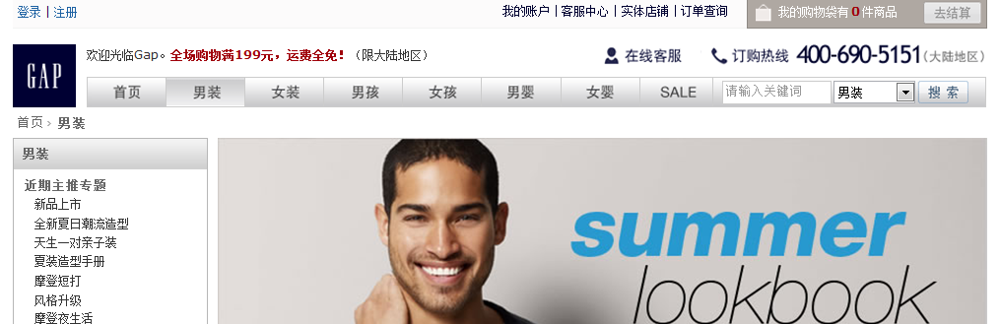 登录 | 注册
我的账户 | 客服中心 | 实体店铺 | 订单查询
我的购物袋有 0 件商品
去结算
GAP
欢迎光临Gap。全场购物满199元，运费全免！（限大陆地区）
在线客服
订购热线 400-690-5151(大陆地区)
首页 男装 女装 男孩 女孩 男婴 女婴 SALE
请输入关键词
男装
搜 索
首页 › 男装
男装
近期主推专题
新品上市
全新夏日潮流造型
天生一对亲子装
夏装造型手册
摩登短打
风格升级
摩登夜生活
summer
lookbook